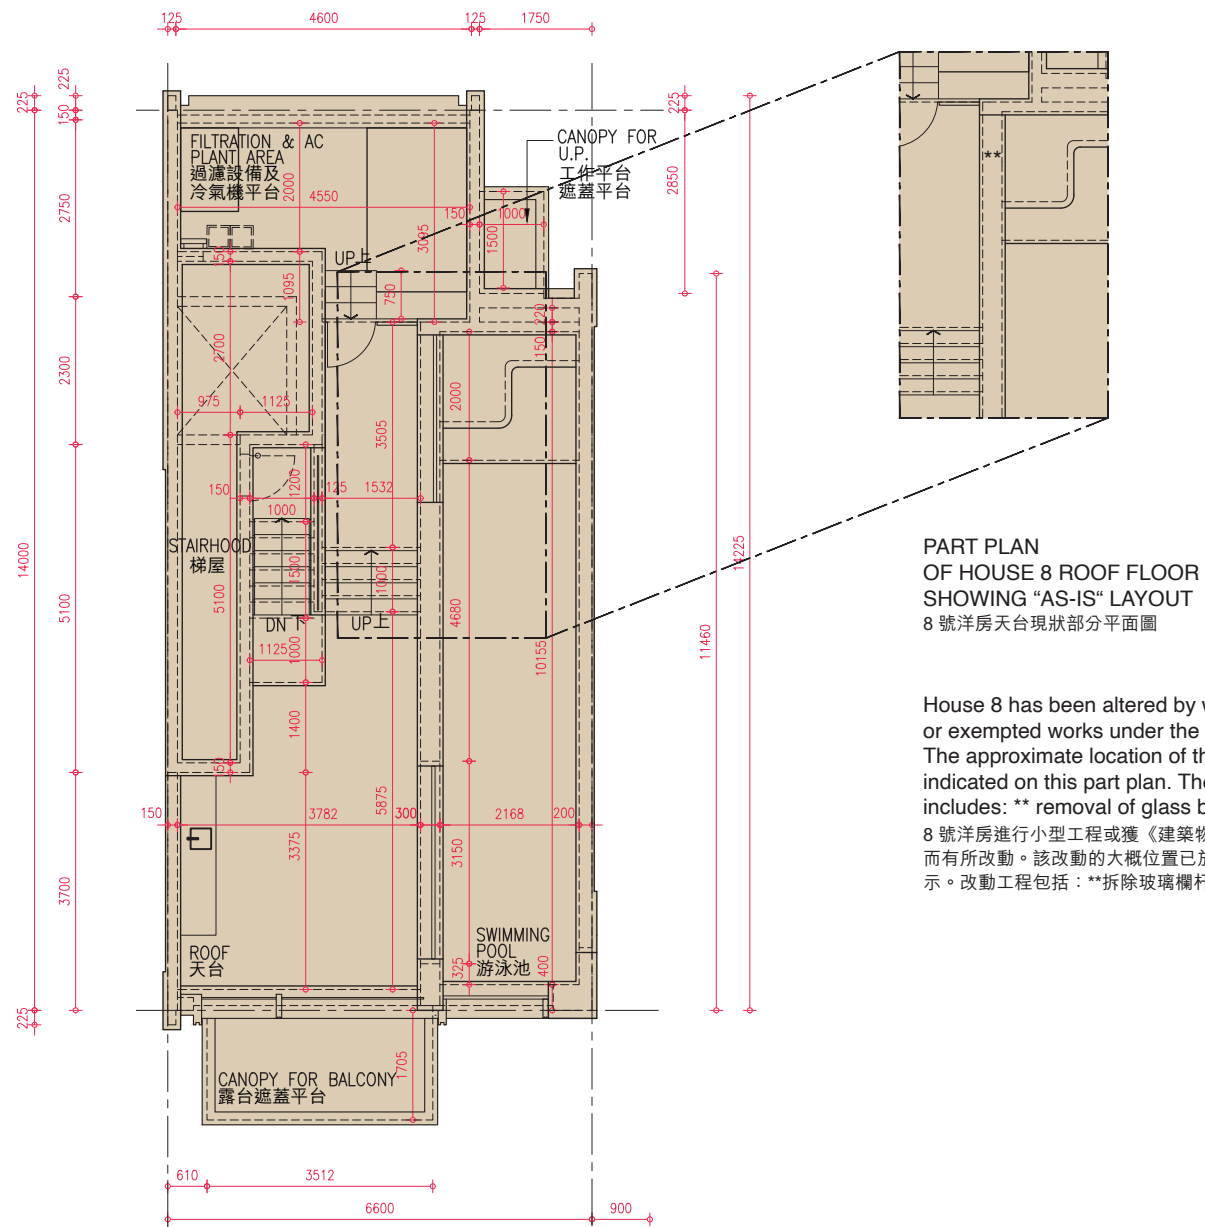 125
4600
125
1750
225
225
150
225
FILTRATION & AC
PLANT AREA
過濾設備及
冷氣機平台
CANOPY FOR
U.P.
工作平台
遮蓋平台
**
2000
4550
2750
2850
150
1000
1500
3095
150
UP上
1095
750
220
150
2700
2300
975
1125
2000
3505
1200
150
125
1532
1000
STAIRHOOD
梯屋
1500
1000
14000
5100
5100
4680
14225
11460
10155
DN下
UP上
1125
1000
1400
PART PLAN
OF HOUSE 8 ROOF FLOOR
SHOWING “AS-IS“ LAYOUT
8 號洋房天台現狀部分平面圖
House 8 has been altered by
or exempted works under the
The approximate location of
indicated on this part plan.
includes: ** removal of glass
8 號洋房進行小型工程或獲《建築物
而有所改動。該改動的大概位置已
示。改動工程包括：**拆除玻璃欄
150
5875
150
3782
300
2168
200
3375
3150
3700
ROOF
天台
SWIMMING
POOL
游泳池
325
400
225
1705
CANOPY FOR BALCONY
露台遮蓋平台
610
3512
6600
900